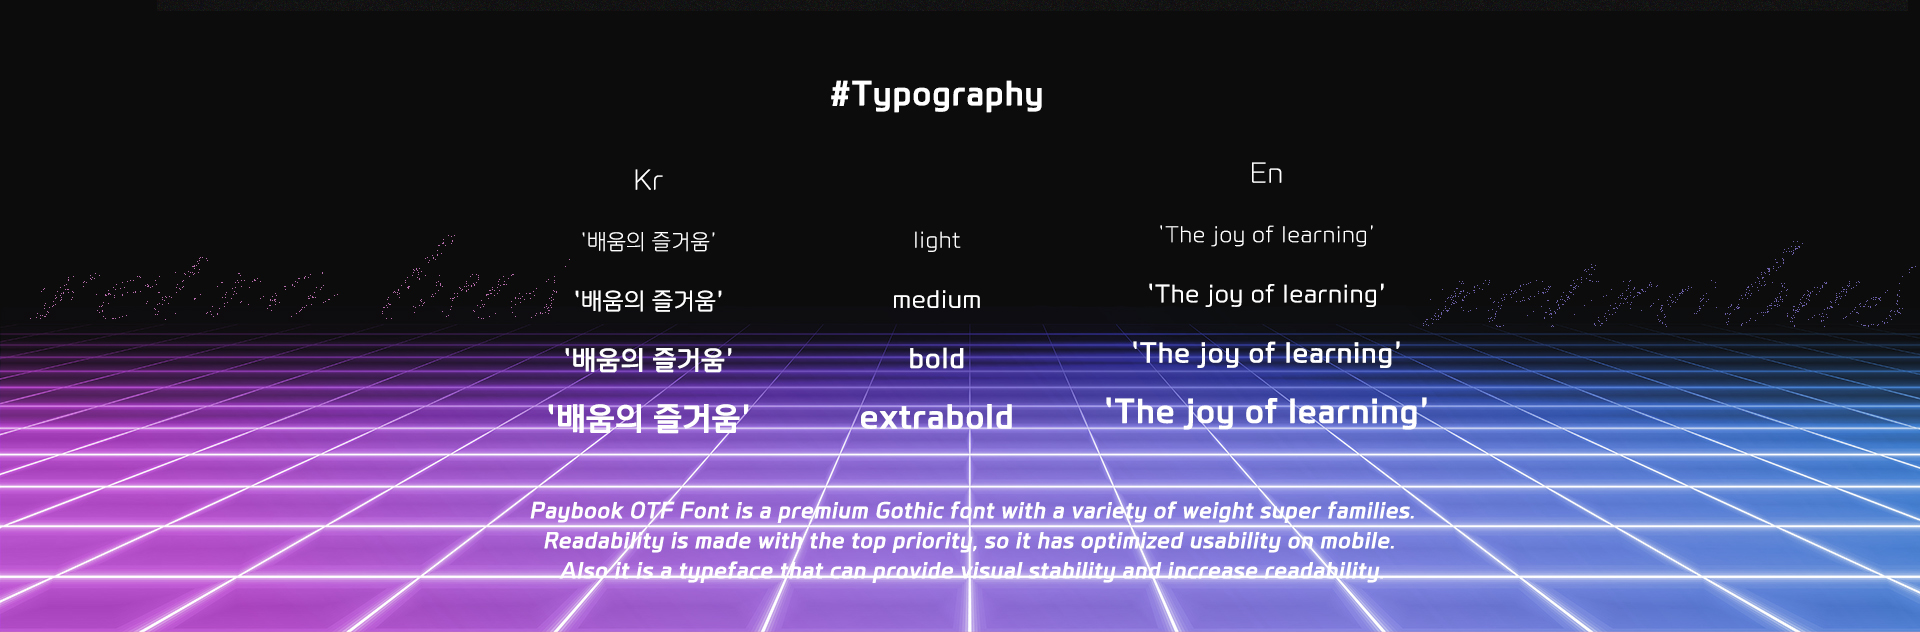 #Typography
Kr
En
‘배움의 즐거움’
light
‘The joy of learning’
‘배움의 즐거움’
medium
‘The joy of learning’
‘배움의 즐거움’
bold
‘The joy of learning’
‘배움의 즐거움’
extrabold
‘The joy of learning’
Paybook OTF Font is a premium Gothic font with a variety of weight super families.
Readability is made with the top priority, so it has optimized usability on mobile.
Also it is a typeface that can provide visual stability and increase readability.